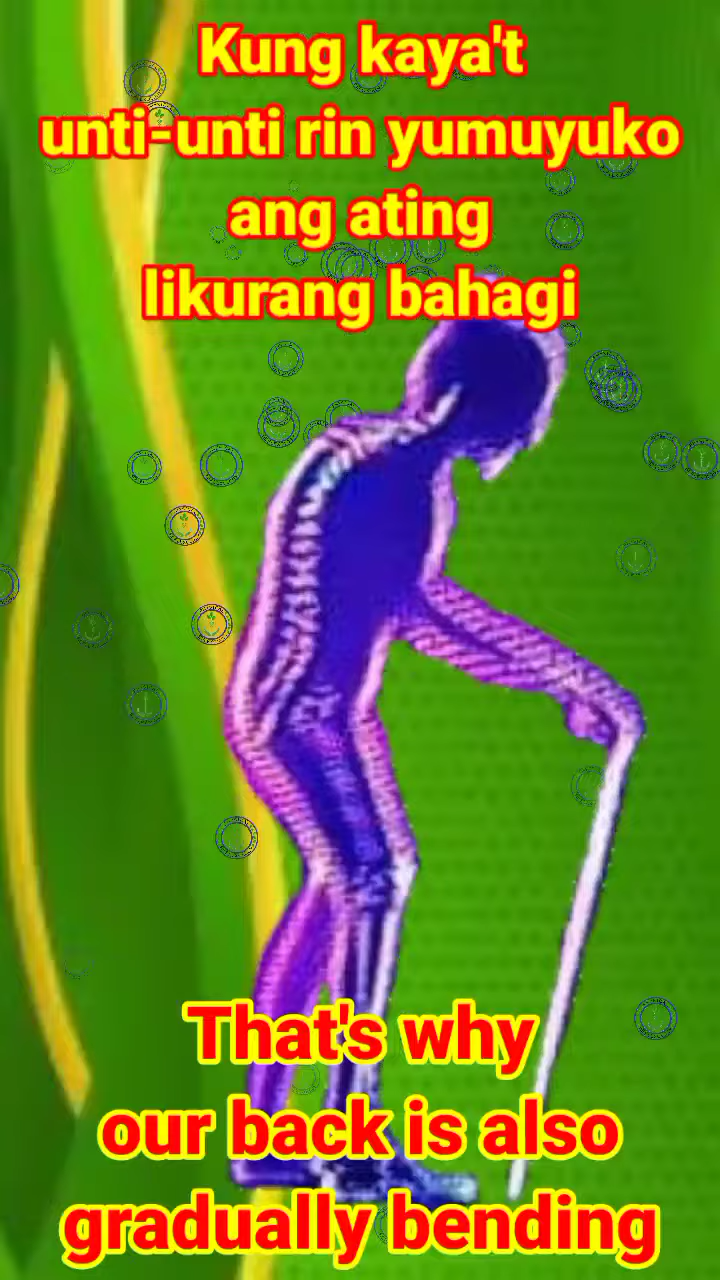 Kung kaya't
unti-unti rin yumuyuko
ang ating
likurang bahagi
That's why
our back is also
gradually bending